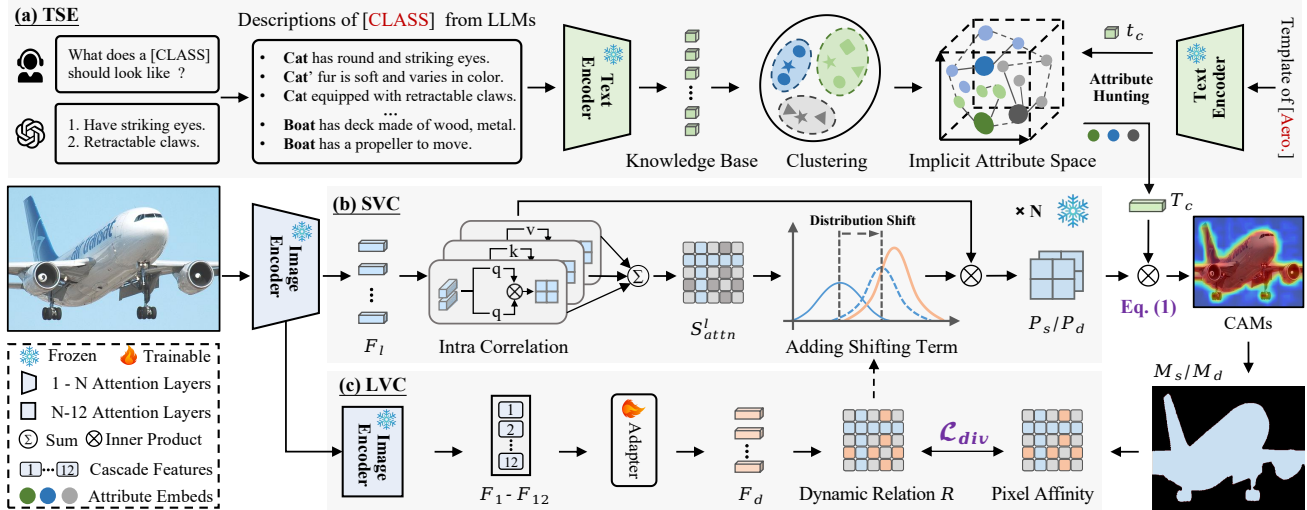 (a) TSE
What does a [CLASS]
should look like ?
1. Have striking eyes.
2. Retractable claws.
Descriptions of [CLASS] from LLMs
• Cat has round and striking eyes.
• Cat' fur is soft and varies in color.
• Cat equipped with retractable claws.
...
• Boat has deck made of wood, metal.
• Boat has a propeller to move.
Text
Encoder
Knowledge Base
Clustering
Implicit Attribute Space
t_c
Attribute
Hunting
Text
Encoder
Template of [Aero.]
(b) SVC
Image
Encoder
F_l
v
k
q
q
Intra Correlation
Σ
S^l_attn
Distribution Shift
Adding Shifting Term
× N
P_s/P_d
T_c
Eq. (1)
CAMs
M_s/M_d
Frozen
Trainable
1 - N Attention Layers
N-12 Attention Layers
Σ Sum
Inner Product
1 ... 12 Cascade Features
Attribute Embeds
(c) LVC
Image
Encoder
1
2
...
12
F_1 - F_12
Adapter
F_d
Dynamic Relation R
L_div
Pixel Affinity